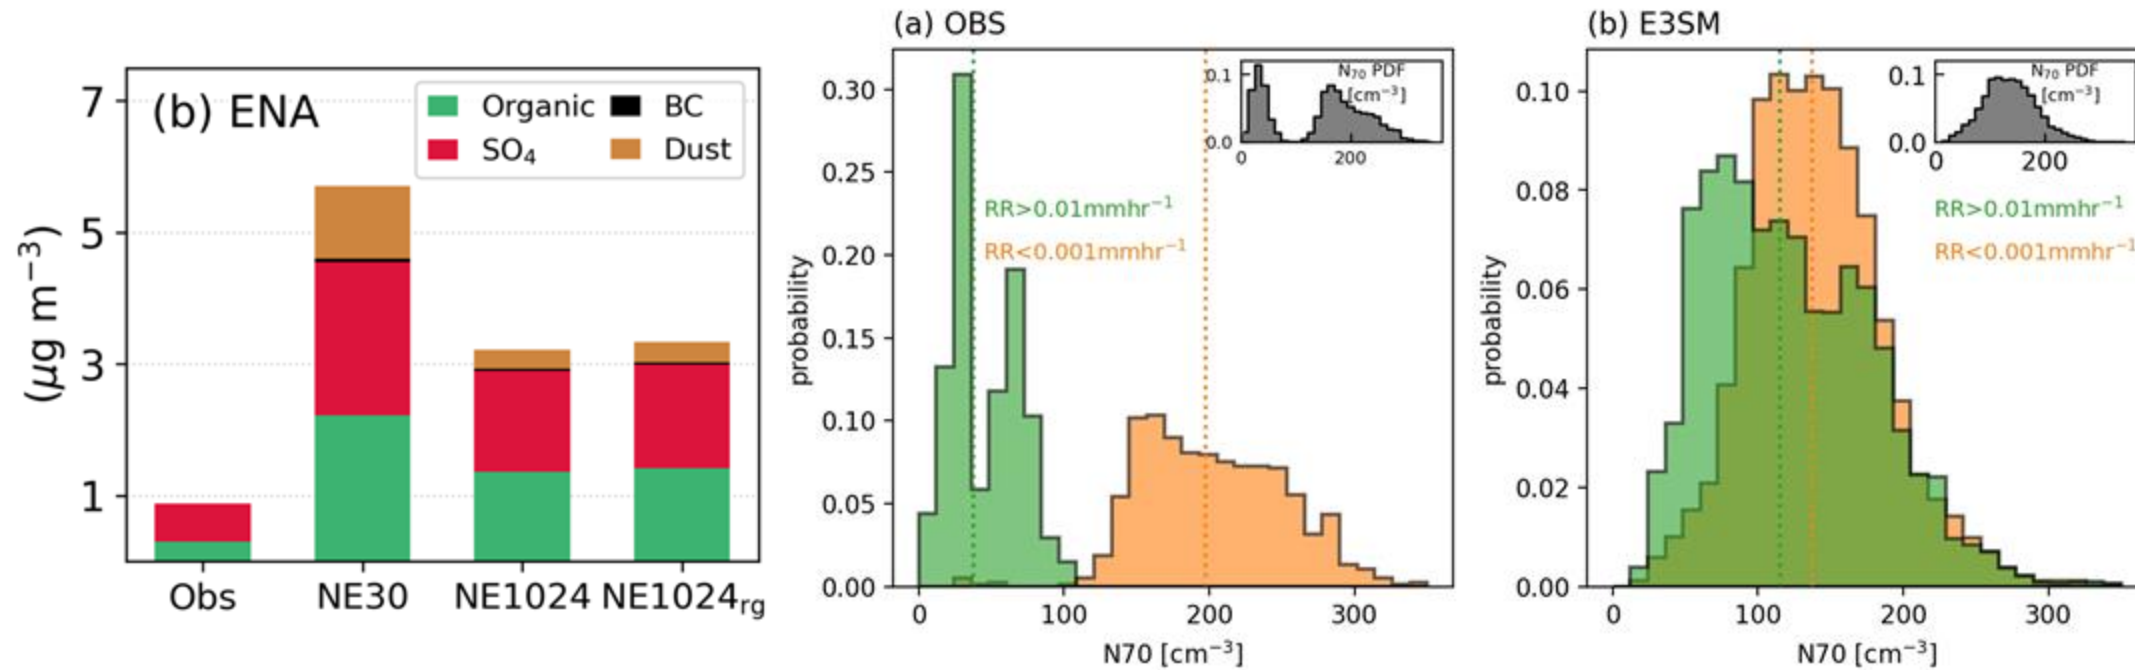 (b) ENA
Organic
BC
SO₄
Dust
7
5
3
1
(μg m⁻³)
Obs
NE30
NE1024
NE1024rg
(a) OBS
0.30
0.25
0.20
0.15
0.10
0.05
0.00
probability
RR>0.01mmhr⁻¹
RR<0.001mmhr⁻¹
N₇₀ PDF
[cm⁻³]
0.1
0.0
0
200
0
100
200
300
N70 [cm⁻³]
(b) E3SM
0.10
0.08
0.06
0.04
0.02
0.00
probability
N₇₀ PDF
[cm⁻³]
0.1
0.0
0
200
RR>0.01mmhr⁻¹
RR<0.001mmhr⁻¹
0
100
200
300
N70 [cm⁻³]